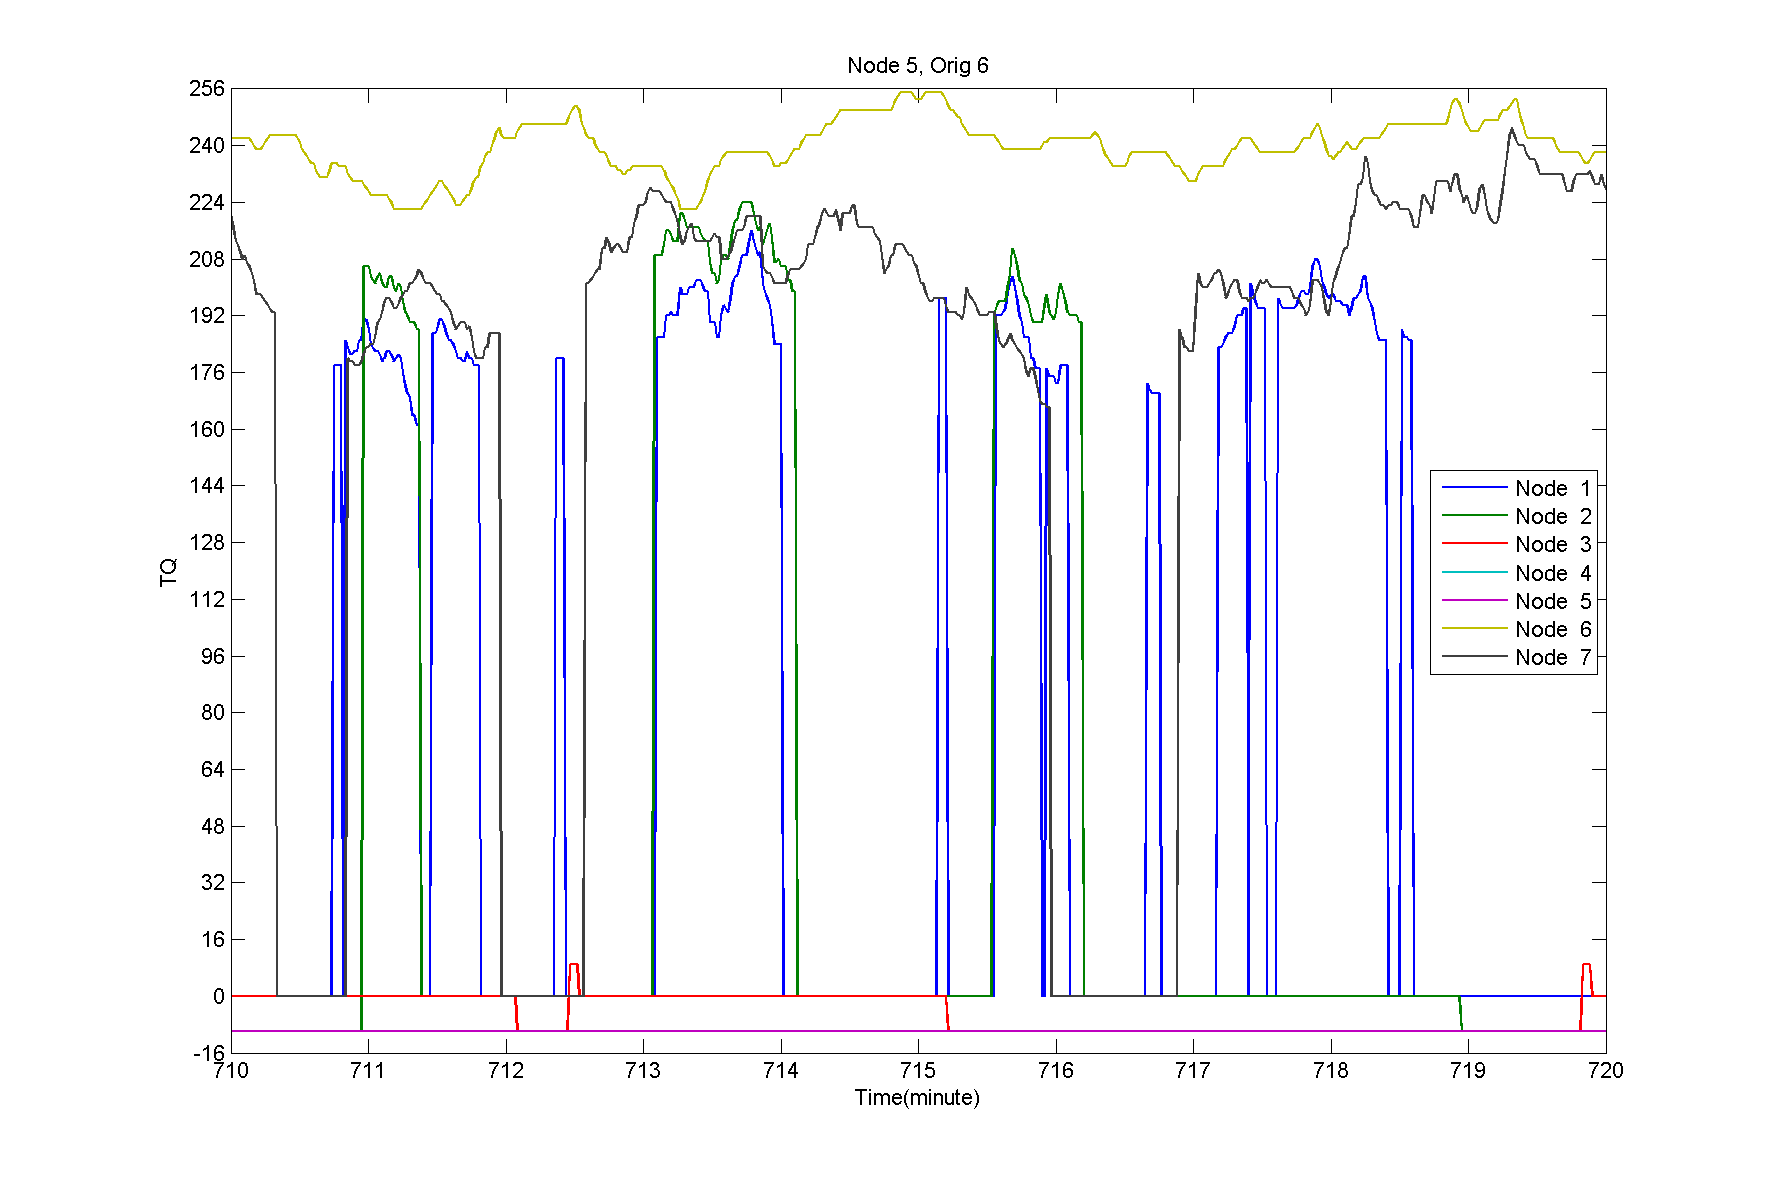 Node 5, Orig 6
256
240
224
208
192
176
160
144
128
112
96
80
64
48
32
16
0
-16
TQ
Node 1
Node 2
Node 3
Node 4
Node 5
Node 6
Node 7
710 711 712 713 714 715 716 717 718 719 720
Time(minute)